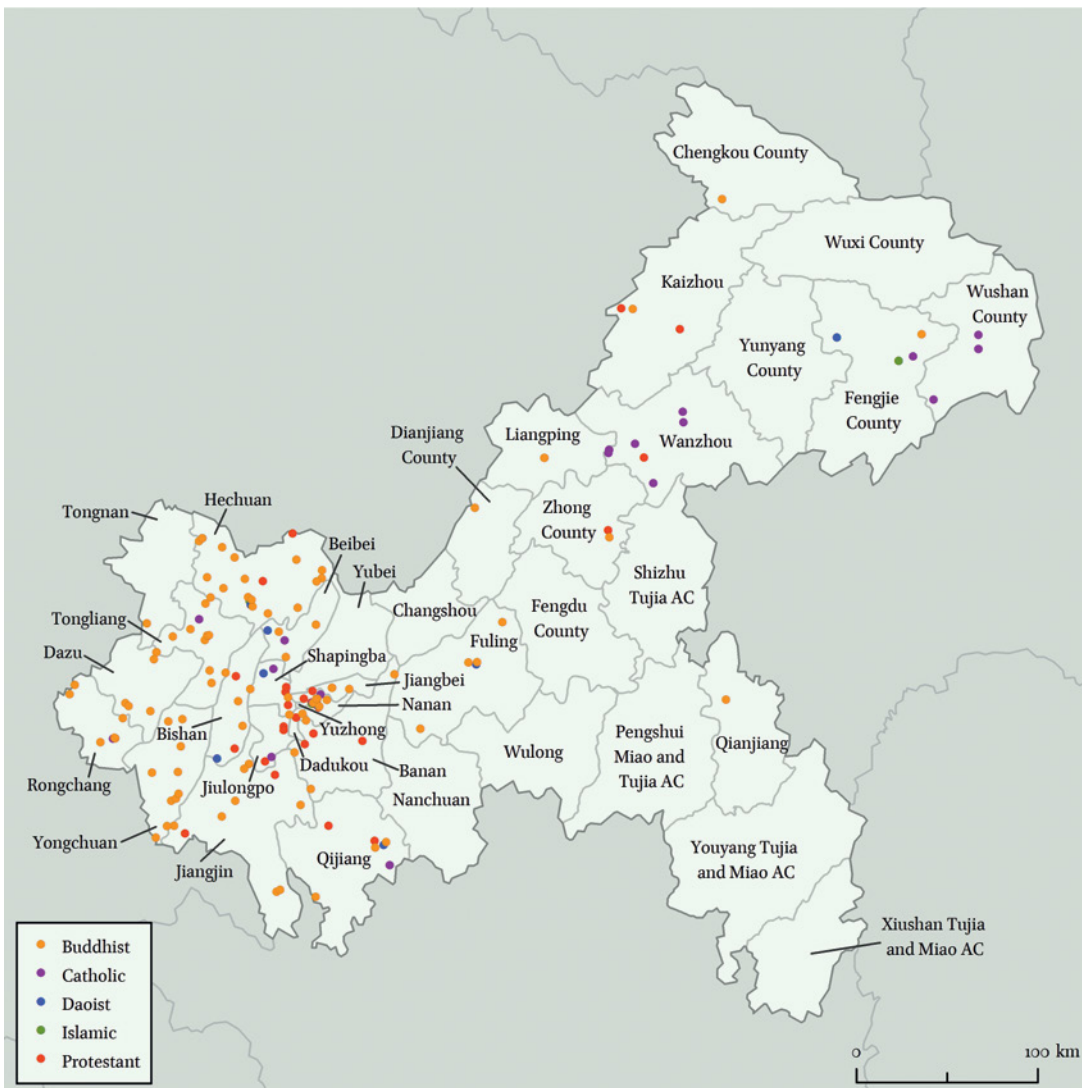 Chengkou County
Wuxi County
Kaizhou
Wushan
County
Yunyang
County
Fengjie
County
Dianjiang
County
Liangping
Wanzhou
Hechuan
Tongnan
Zhong
County
Beibei
Yubei
Shizhu
Tujia AC
Changshou
Fengdu
County
Tongliang
Fuling
Dazu
Shapingba
Jiangbei
Nanan
Bishan
Yuzhong
Qianjiang
Wulong
Pengshui
Miao and
Tujia AC
Dadukou
Banan
Rongchang
Jiulongpo
Nanchuan
Yongchuan
Qijiang
Jiangjin
Youyang Tujia
and Miao AC
Xiushan Tujia
and Miao AC
Buddhist
Catholic
Daoist
Islamic
Protestant
0 100 km